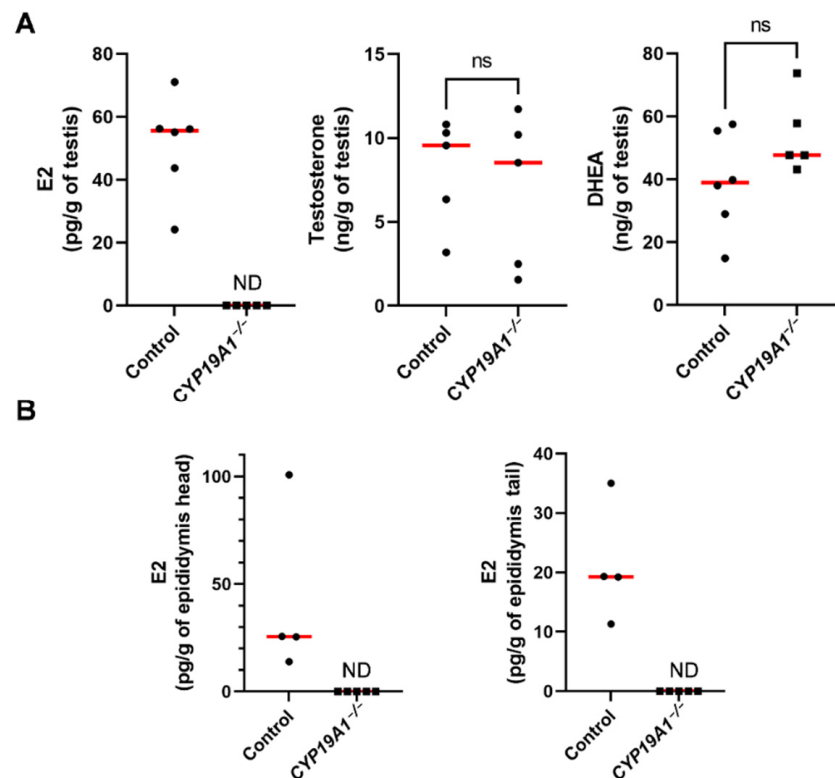 A
E2
(pg/g of testis)
80
60
40
20
0
ND
Control
CYP19A1⁻/⁻
Testosterone
(ng/g of testis)
15
10
5
0
ns
Control
CYP19A1⁻/⁻
DHEA
(ng/g of testis)
80
60
40
20
0
ns
Control
CYP19A1⁻/⁻
B
E2
(pg/g of epididymis head)
100
50
0
ND
Control
CYP19A1⁻/⁻
E2
(pg/g of epididymis tail)
40
30
20
10
0
ND
Control
CYP19A1⁻/⁻